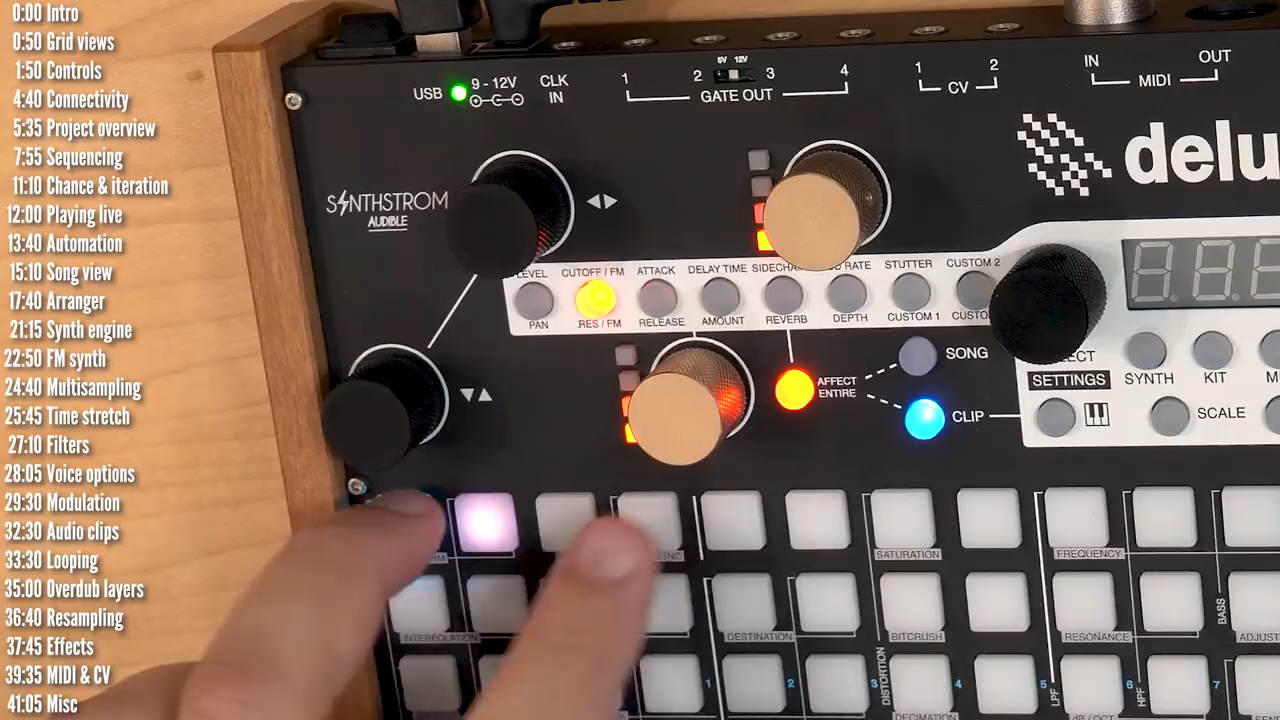 0:00 Intro
0:50 Grid views
1:50 Controls
4:40 Connectivity
5:35 Project overview
7:55 Sequencing
11:10 Chance & iteration
12:00 Playing live
13:40 Automation
15:10 Song view
17:40 Arranger
21:15 Synth engine
22:50 FM synth
24:40 Multisampling
25:45 Time stretch
27:10 Filters
28:05 Voice options
29:30 Modulation
32:30 Audio clips
33:30 Looping
35:00 Overdub layers
36:40 Resampling
37:45 Effects
39:35 MIDI & CV
41:05 Misc
USB 9 - 12V CLK IN
5V 12V
1 2 3 4
GATE OUT
1 2
CV
IN OUT
MIDI
SYNTHSTROM
AUDIBLE
delu
LEVEL CUTOFF / FM ATTACK DELAY TIME SIDECHAIN RATE STUTTER CUSTOM 2
PAN RES / FM RELEASE AMOUNT REVERB DEPTH CUSTOM 1
AFFECT
ENTIRE
SONG
CLIP
SETTINGS
SYNTH KIT
SCALE
SATURATION FREQUENCY
INTERPOLATION DESTINATION BITCRUSH RESONANCE ADJUST
BASS
1 2 3 4 5 6 7
DISTORTION
LPF
HPF
DECIMATION dB / OCT